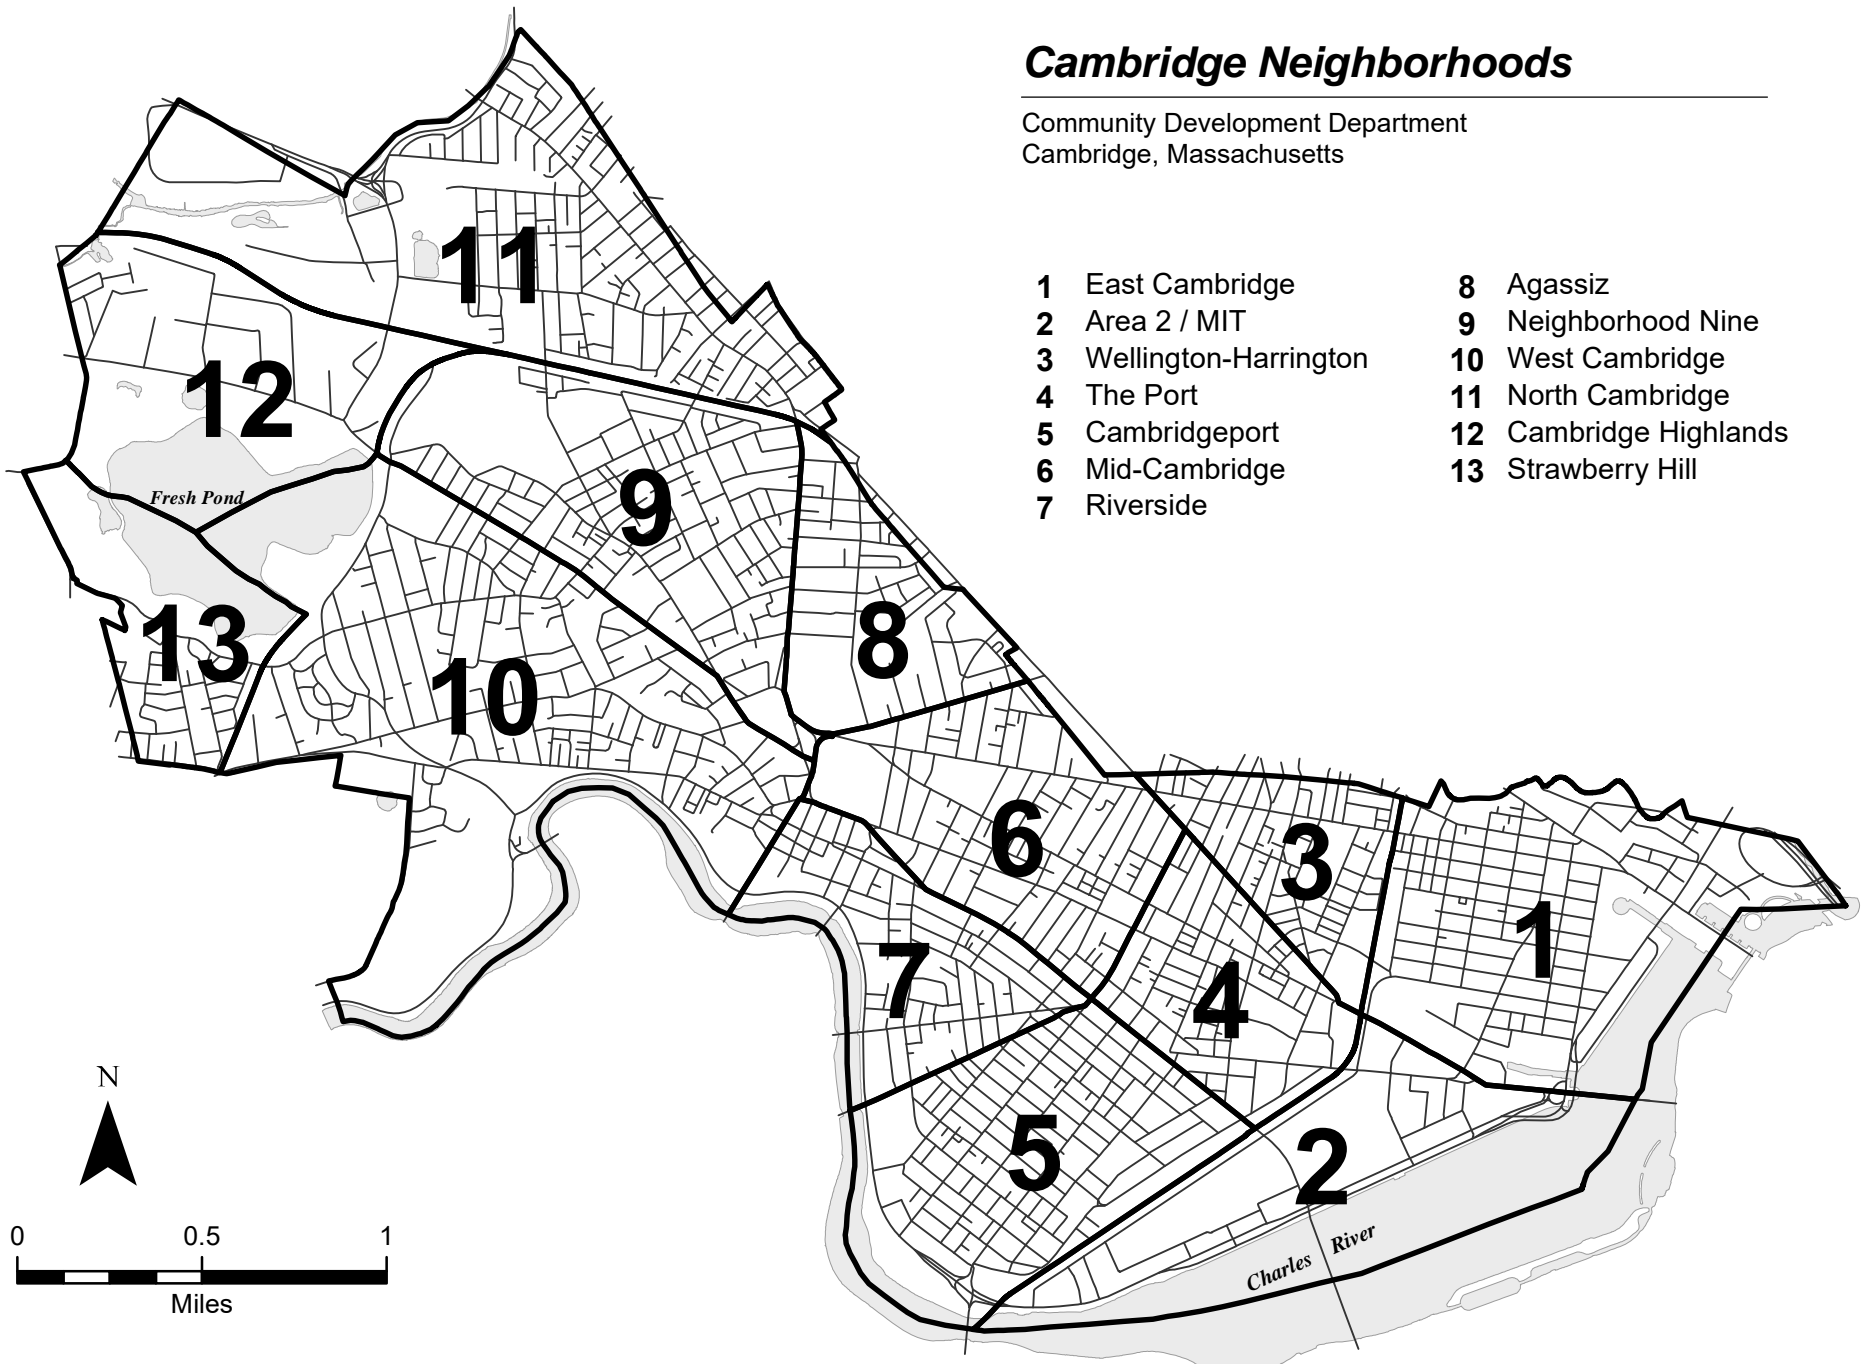 Cambridge Neighborhoods
Community Development Department
Cambridge, Massachusetts
1 East Cambridge
2 Area 2 / MIT
3 Wellington-Harrington
4 The Port
5 Cambridgeport
6 Mid-Cambridge
7 Riverside
8 Agassiz
9 Neighborhood Nine
10 West Cambridge
11 North Cambridge
12 Cambridge Highlands
13 Strawberry Hill
11
12
Fresh Pond
9
13
8
10
6
3
1
7
4
5
2
Charles River
N
0 0.5 1
Miles